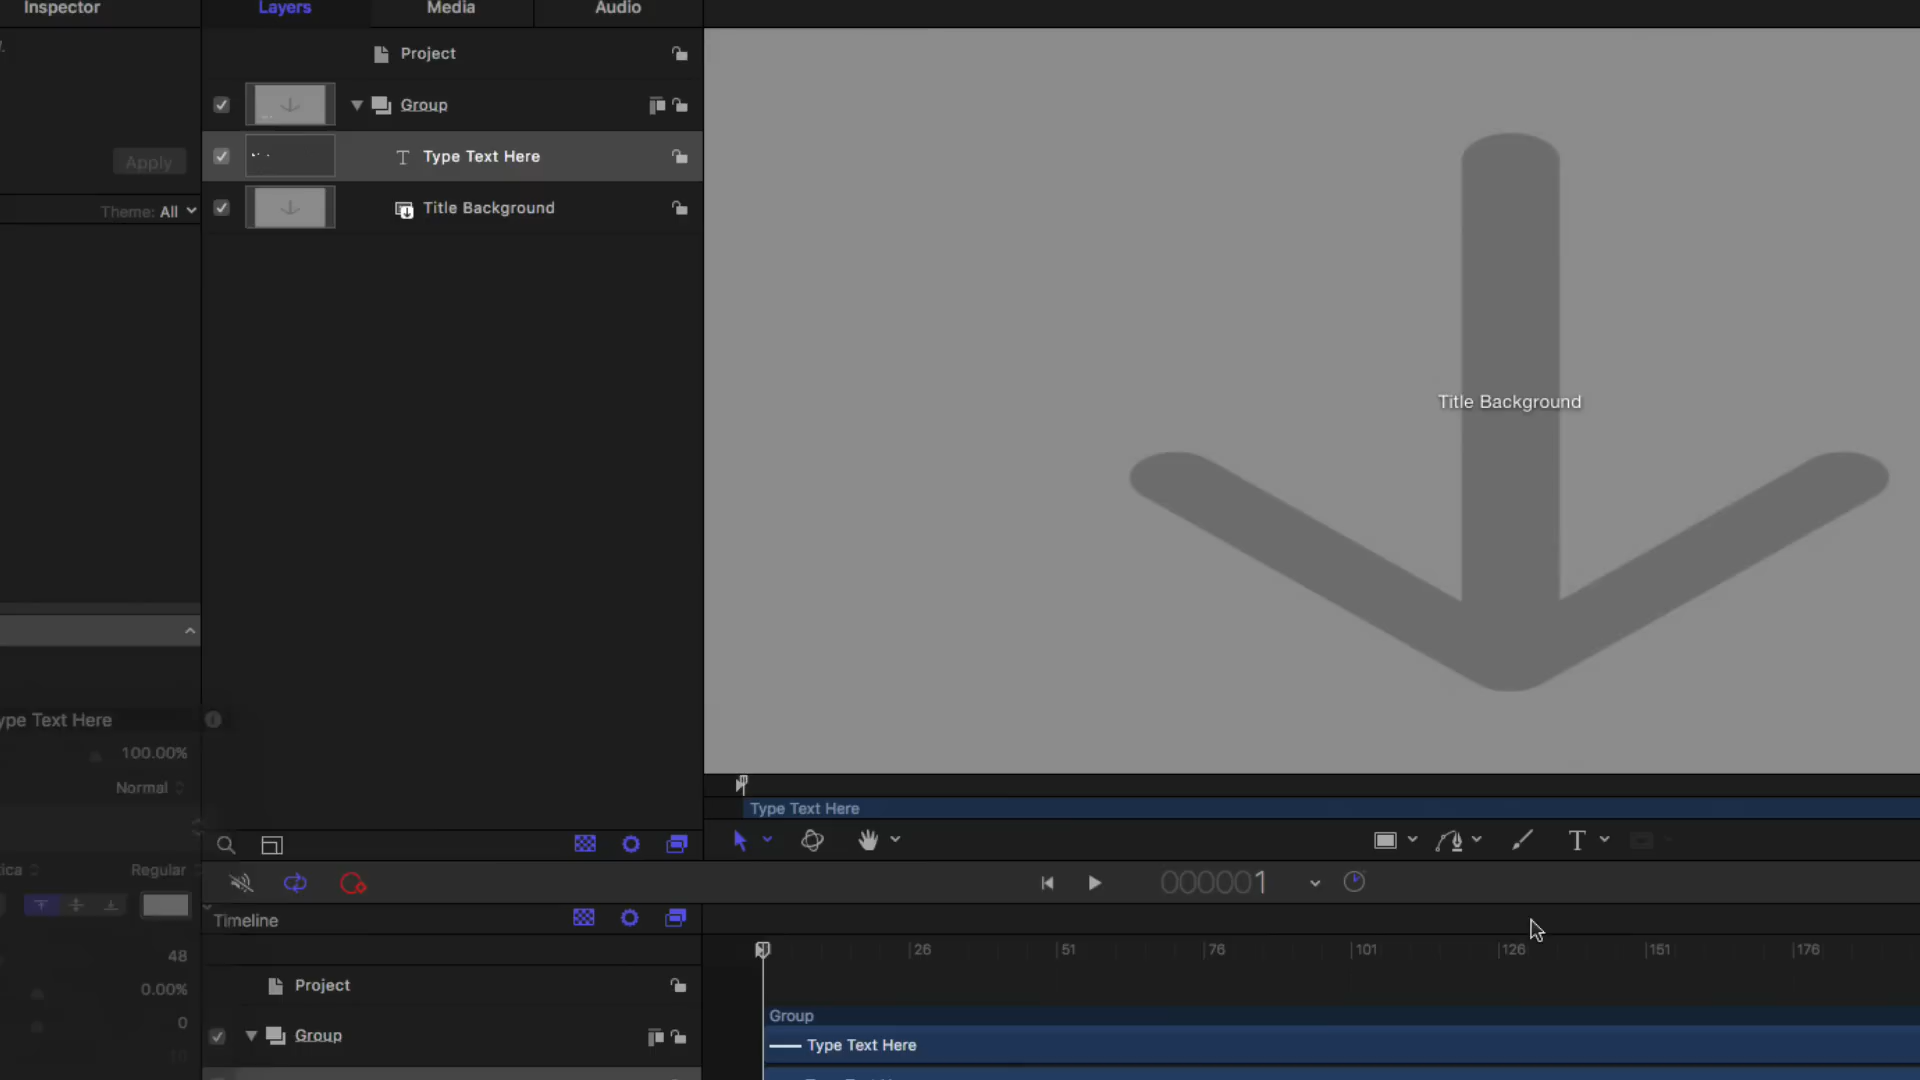 Inspector
Layers
Media
Audio
Project
Group
Apply
Type Text Here
Theme: All
Title Background
Title Background
ype Text Here
100.00%
Normal
Type Text Here
tica
Regular
0000001
Timeline
48
0.00%
0
26
51
76
101
126
151
176
Project
Group
Group
Type Text Here